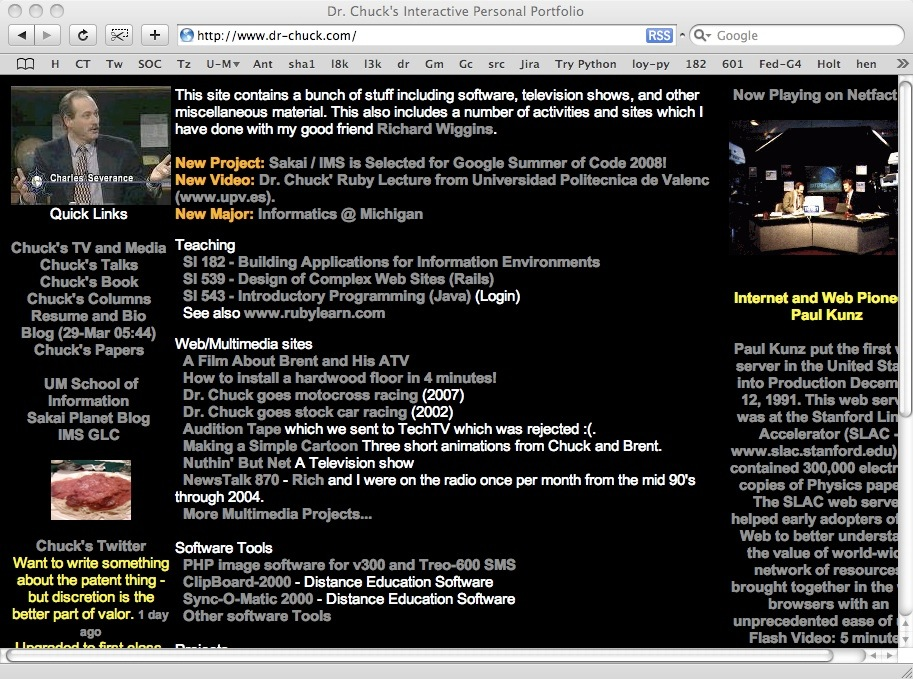 Dr. Chuck's Interactive Personal Portfolio
http://www.dr-chuck.com/
RSS
Google
H CT Tw SOC Tz U-M Ant sha1 l8k l3k dr Gm Gc src Jira Try Python loy-py 182 601 Fed-G4 Holt hen
Charles Severance
Quick Links
Chuck's TV and Media
Chuck's Talks
Chuck's Book
Chuck's Columns
Resume and Bio
Blog (29-Mar 05:44)
Chuck's Papers
UM School of
Information
Sakai Planet Blog
IMS GLC
Chuck's Twitter
Want to write something
about the patent thing -
but discretion is the
better part of valor. 1 day
ago
Upgraded to first class
This site contains a bunch of stuff including software, television shows, and other
miscellaneous material. This also includes a number of activities and sites which I
have done with my good friend Richard Wiggins.
New Project: Sakai / IMS is Selected for Google Summer of Code 2008!
New Video: Dr. Chuck' Ruby Lecture from Universidad Politecnica de Valenc
(www.upv.es).
New Major: Informatics @ Michigan
Teaching
SI 182 - Building Applications for Information Environments
SI 539 - Design of Complex Web Sites (Rails)
SI 543 - Introductory Programming (Java) (Login)
See also www.rubylearn.com
Web/Multimedia sites
A Film About Brent and His ATV
How to install a hardwood floor in 4 minutes!
Dr. Chuck goes motocross racing (2007)
Dr. Chuck goes stock car racing (2002)
Audition Tape which we sent to TechTV which was rejected :(.
Making a Simple Cartoon Three short animations from Chuck and Brent.
Nuthin' But Net A Television show
NewsTalk 870 - Rich and I were on the radio once per month from the mid 90's
through 2004.
More Multimedia Projects...
Software Tools
PHP image software for v300 and Treo-600 SMS
ClipBoard-2000 - Distance Education Software
Sync-O-Matic 2000 - Distance Education Software
Other software Tools
Projects
Now Playing on Netfact
Internet and Web Pione
Paul Kunz
Paul Kunz put the first
server in the United Sta
into Production Decem
12, 1991. This web serv
was at the Stanford Lin
Accelerator (SLAC -
www.slac.stanford.edu)
contained 300,000 electr
copies of Physics pape
The SLAC web serve
helped early adopters of
Web to better understa
the value of world-wid
network of resources
brought together in the
browsers with an
unprecedented ease of
Flash Video: 5 minute